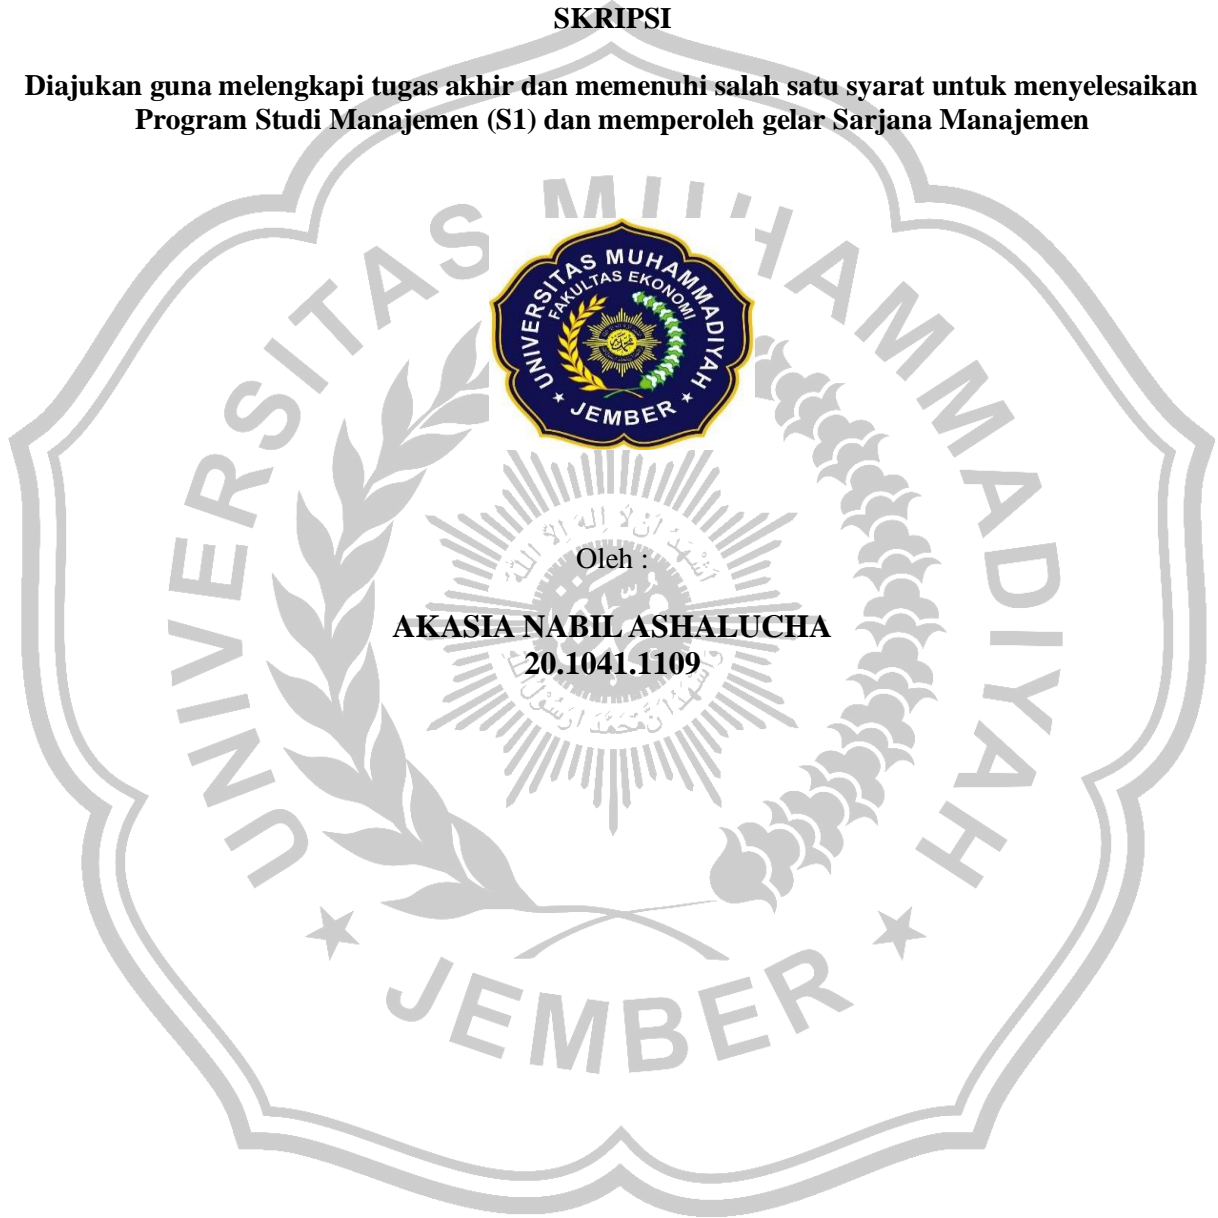 SKRIPSI
Diajukan guna melengkapi tugas akhir dan memenuhi salah satu syarat untuk menyelesaikan
Program Studi Manajemen (S1) dan memperoleh gelar Sarjana Manajemen
UNIVERSITAS MUHAMMADIYAH
FAKULTAS EKONOMI
JEMBER
Oleh :
AKASIA NABIL ASHALUCHA
20.1041.1109
UNIVERSITAS MUHAMMADIYAH
JEMBER